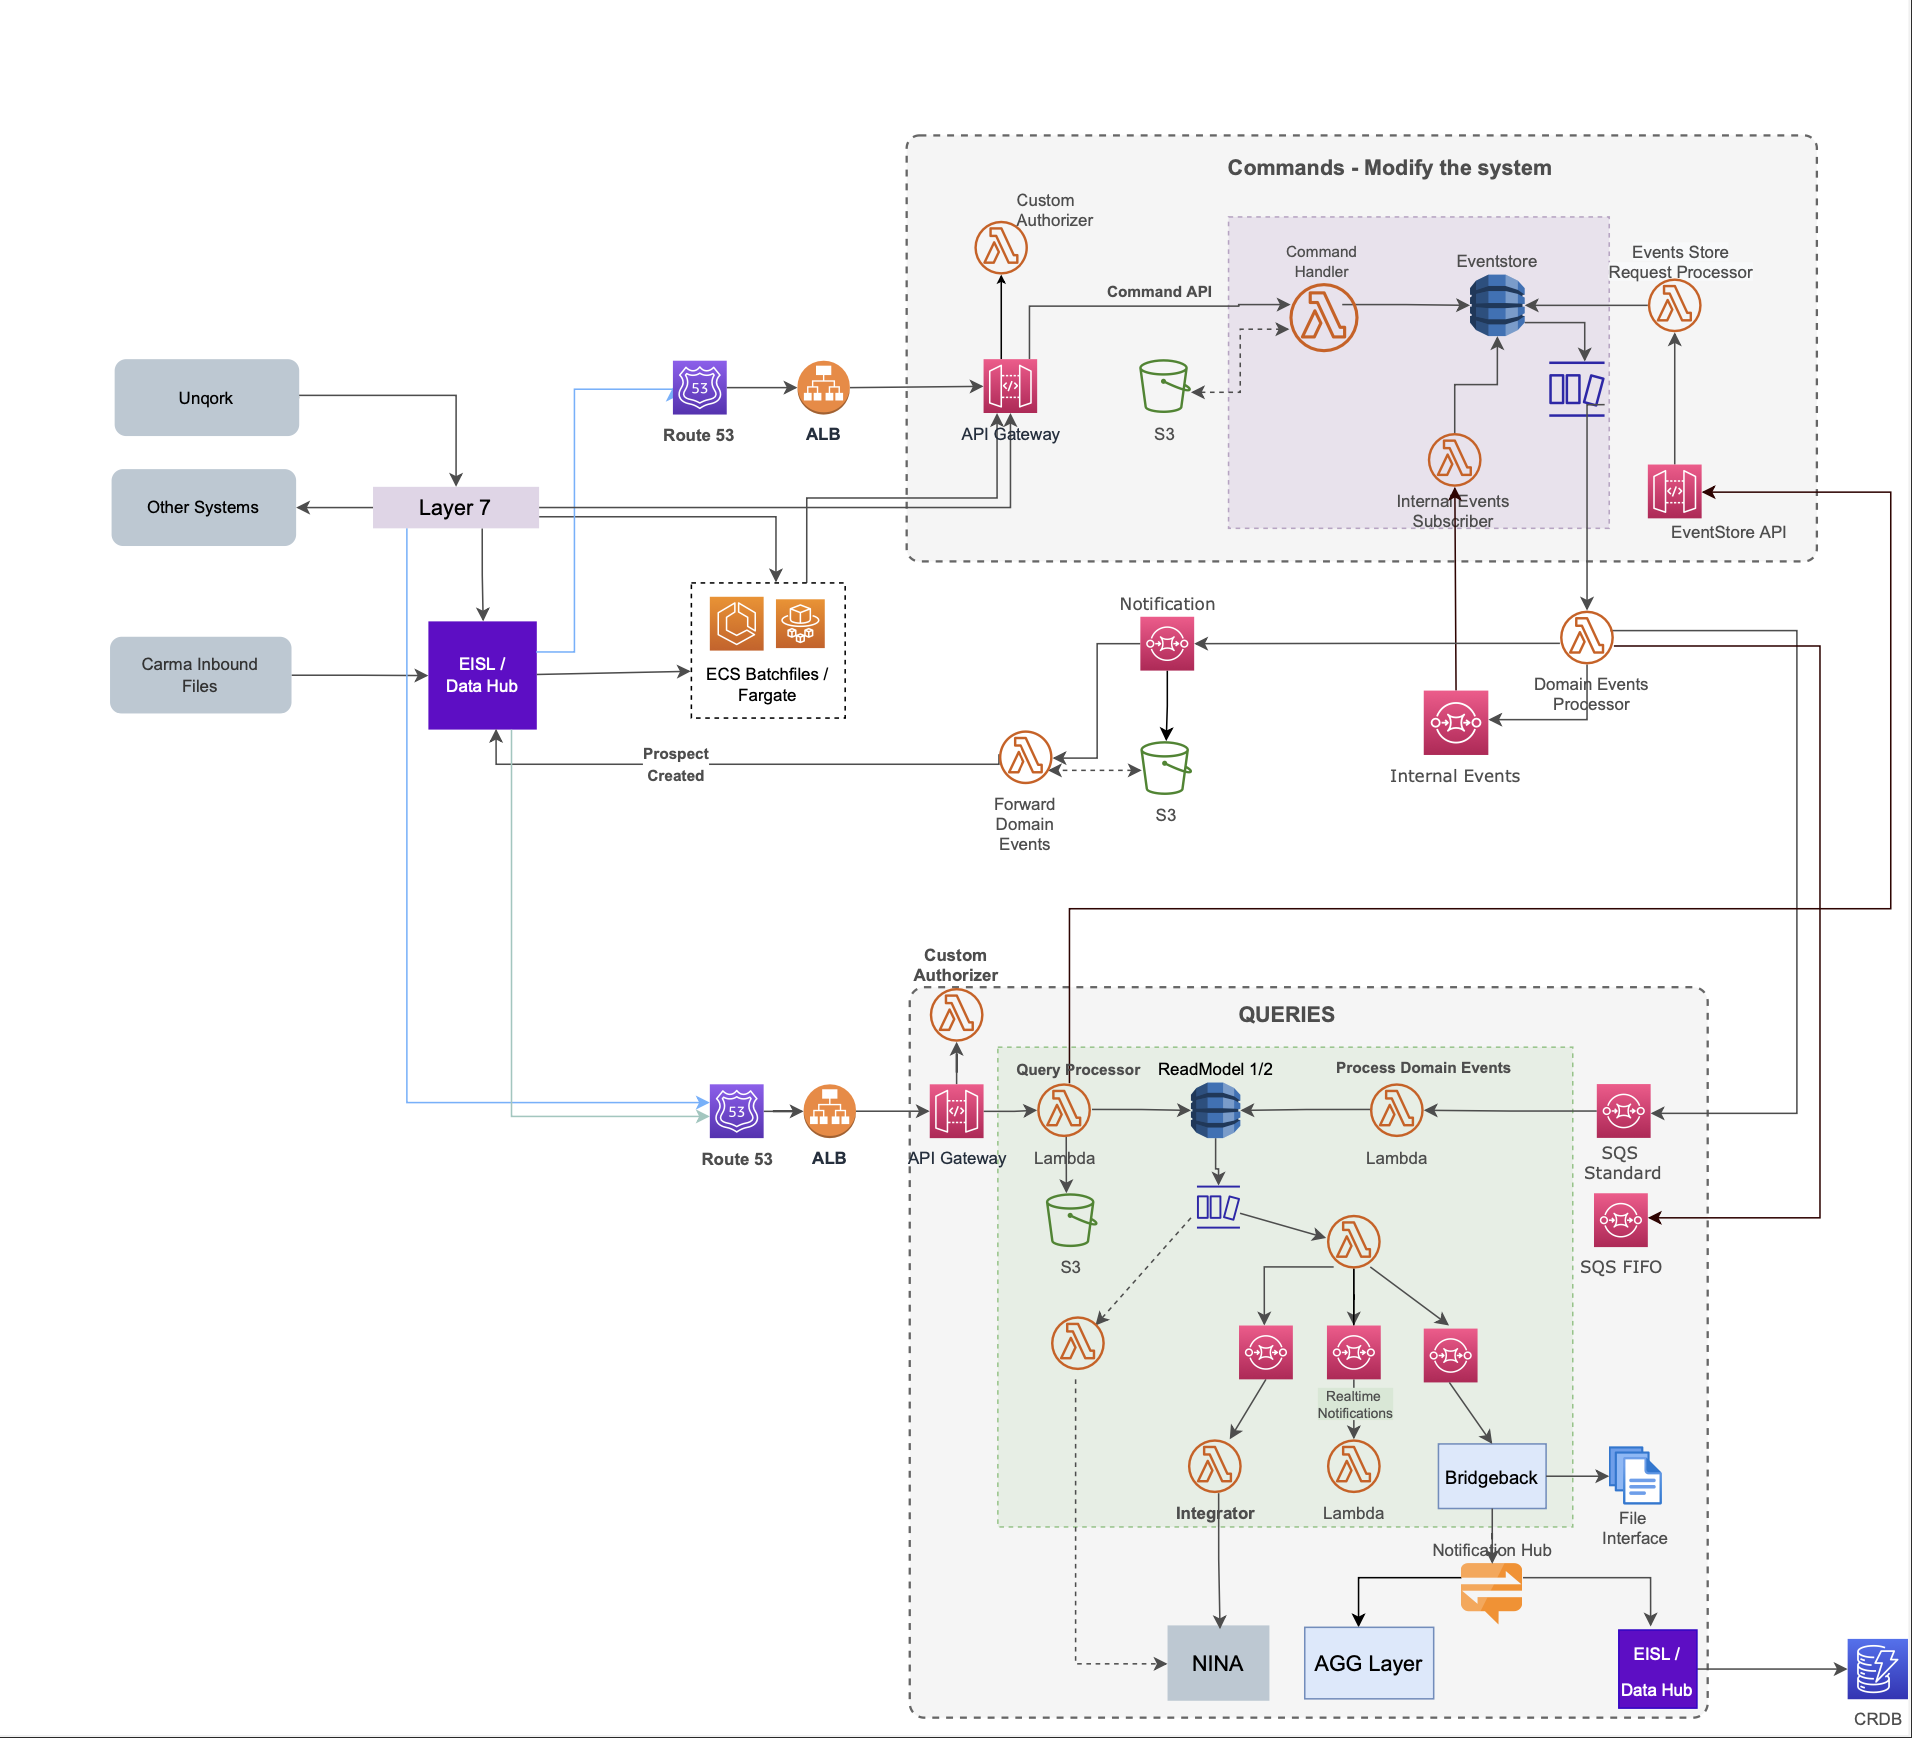 Commands - Modify the system
Custom
Authorizer
Command
Handler
Eventstore
Events Store
Request Processor
Command API
Unqork
53
Route 53
ALB
API Gateway
S3
Internal Events
Subscriber
EventStore API
Other Systems
Layer 7
Carma Inbound
Files
EISL /
Data Hub
ECS Batchfiles /
Fargate
Notification
Domain Events
Processor
Internal Events
Prospect
Created
Forward
Domain
Events
S3
Custom
Authorizer
QUERIES
Query Processor
ReadModel 1/2
Process Domain Events
53
Route 53
ALB
API Gateway
Lambda
Lambda
SQS
Standard
S3
SQS FIFO
Realtime
Notifications
Integrator
Lambda
Bridgeback
File
Interface
Notification Hub
NINA
AGG Layer
EISL /
Data Hub
CRDB